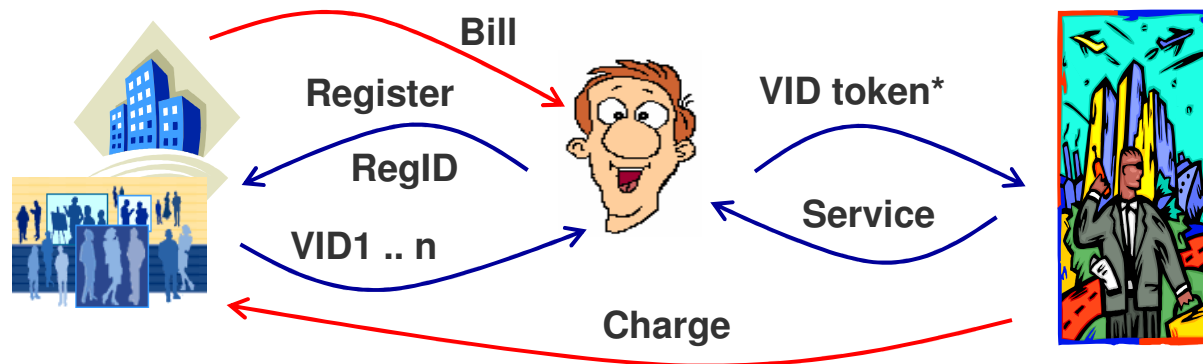 Bill
Register
VID token*
RegID
Service
VID1 .. n
Charge